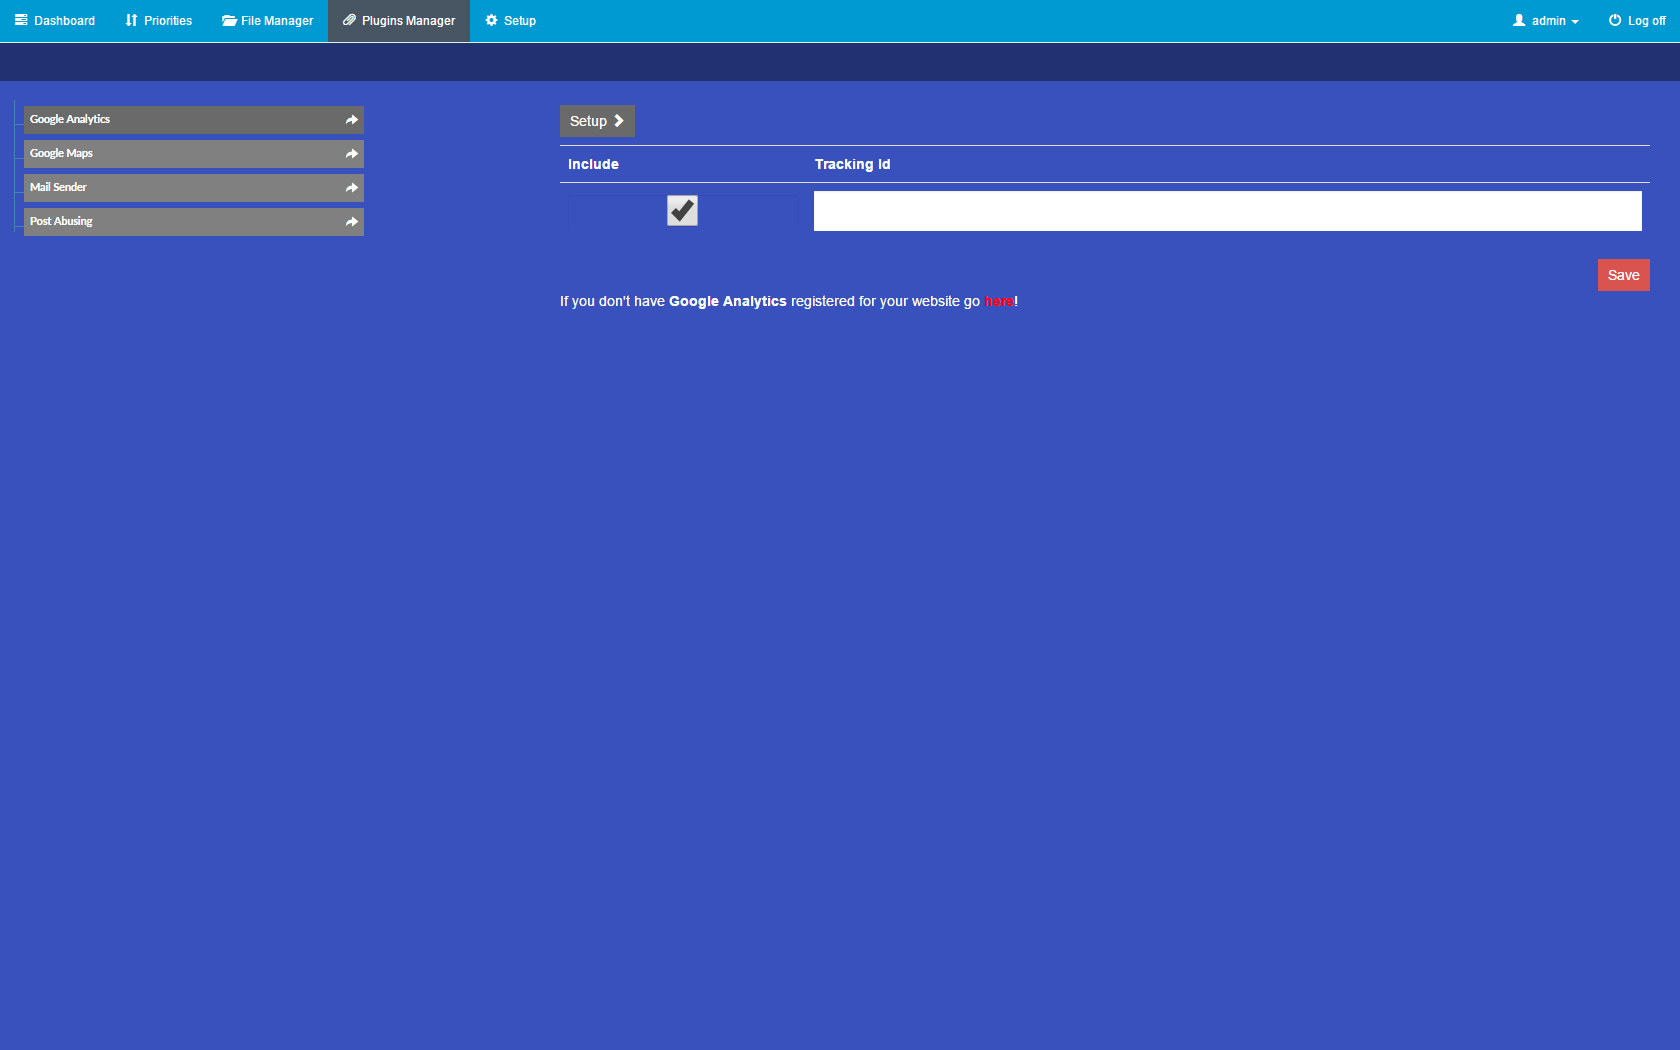 Dashboard Priorities File Manager Plugins Manager Setup admin Log off
Google Analytics
Google Maps
Mail Sender
Post Abusing
Setup
Include Tracking Id
Save
If you don't have Google Analytics registered for your website go here!